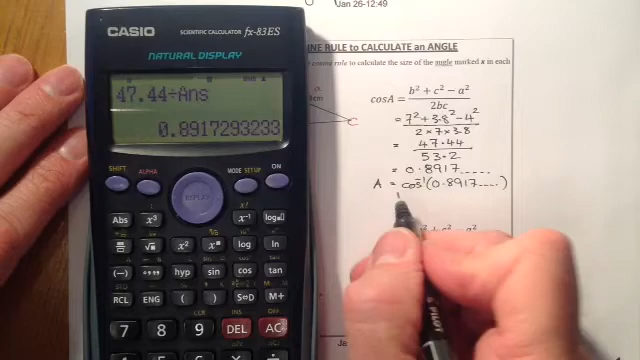 Jan 26-12:49
CASIO SCIENTIFIC CALCULATOR fx-83ES
NATURAL DISPLAY
47.44÷Ans
0.8917293233
SHIFT ALPHA MODE SETUP ON
REPLAY
Abs x³ x! x⁻¹ log
√ x² log ln
(—) °,,, hyp sin cos tan
RCL ENG ( ) S⇔D M+
7 8 9 DEL AC
INE RULE to CALCULATE an ANGLE
cosine rule to calculate the size of the angle marked x in each
8cm
C
cosA = b² + c² − a² / 2bc
= 7² + 3.8² − 4² / 2 × 7 × 3.8
= 47.44 / 53.2
= 0.8917......
A = cos⁻¹(0.8917....)
PILOT
Ja